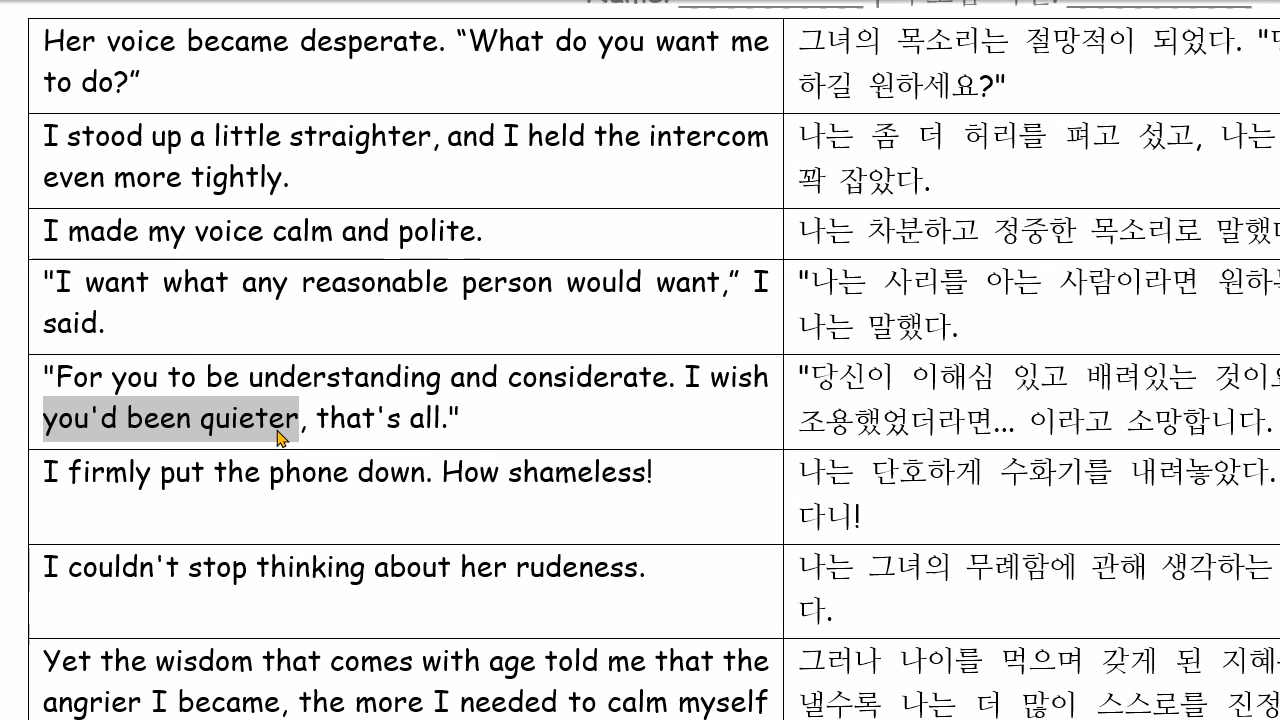 Her voice became desperate. “What do you want me
to do?”
그녀의 목소리는 절망적이 되었다.
하길 원하세요?"
I stood up a little straighter, and I held the intercom
even more tightly.
나는 좀 더 허리를 펴고 섰고, 나는
꽉 잡았다.
I made my voice calm and polite.
나는 차분하고 정중한 목소리로
"I want what any reasonable person would want,” I
said.
"나는 사리를 아는 사람이라면
나는 말했다.
"For you to be understanding and considerate. I wish
you'd been quieter, that's all."
"당신이 이해심 있고 배려있는
조용했었더라면... 이라고 소망합니다.
I firmly put the phone down. How shameless!
나는 단호하게 수화기를 내려놓았다.
다니!
I couldn't stop thinking about her rudeness.
나는 그녀의 무례함에 관해 생각하는
다.
Yet the wisdom that comes with age told me that the
angrier I became, the more I needed to calm myself
그러나 나이를 먹으며 갖게 된
낼수록 나는 더 많이 스스로를